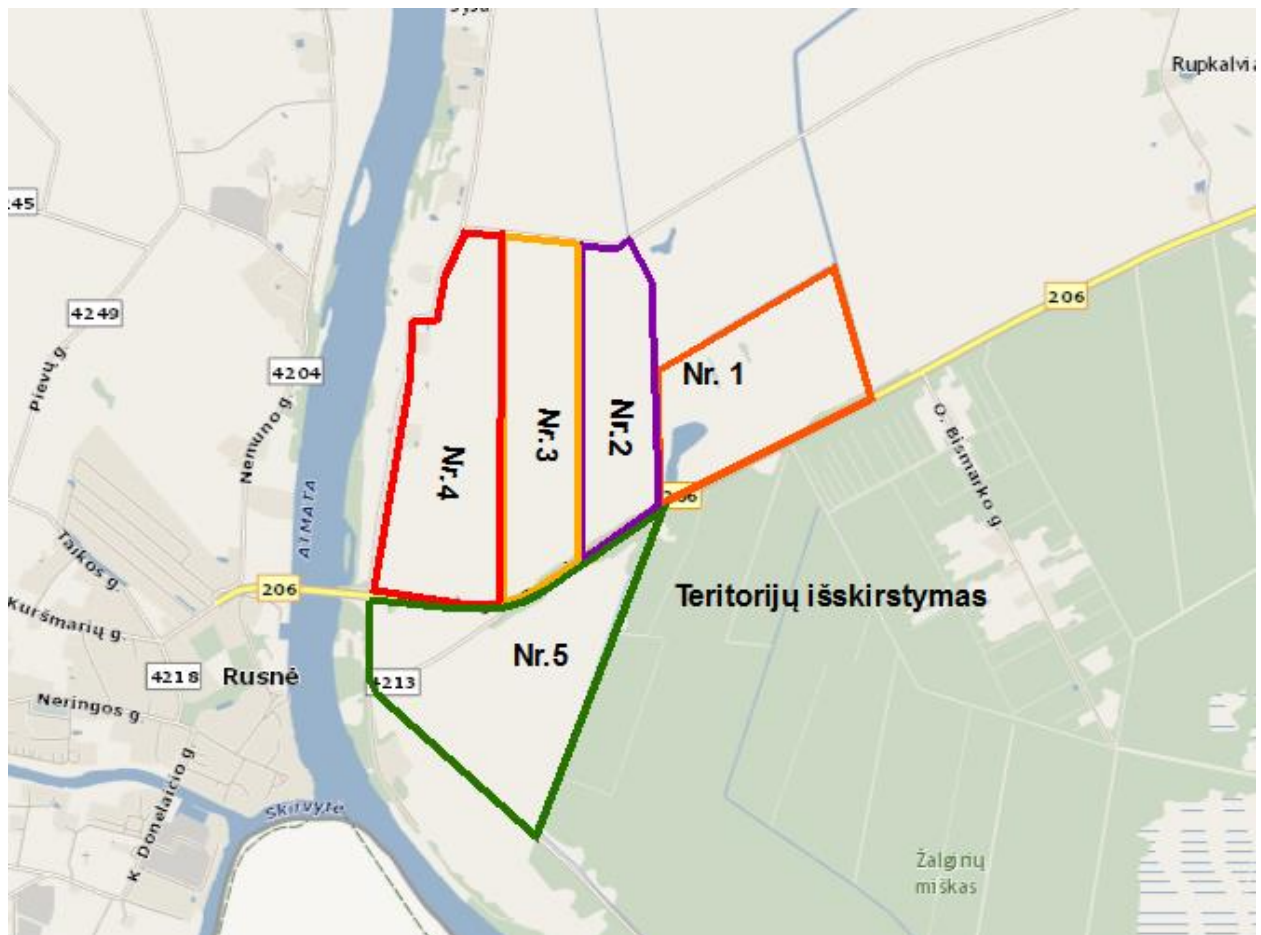 Rupkalvia
245
206
4249
4204
Pievų g.
Nemuno g.
Nr. 1
Nr.2
Nr.3
Nr.4
O. Bismarko g.
206
ATMATA
Taikos g.
206
Kuršmarių g.
Teritorijų išskirstymas
Nr.5
4218
Rusnė
4213
Neringos g.
K. Donelaičio g.
Skirvytė
Žalgirių
miškas